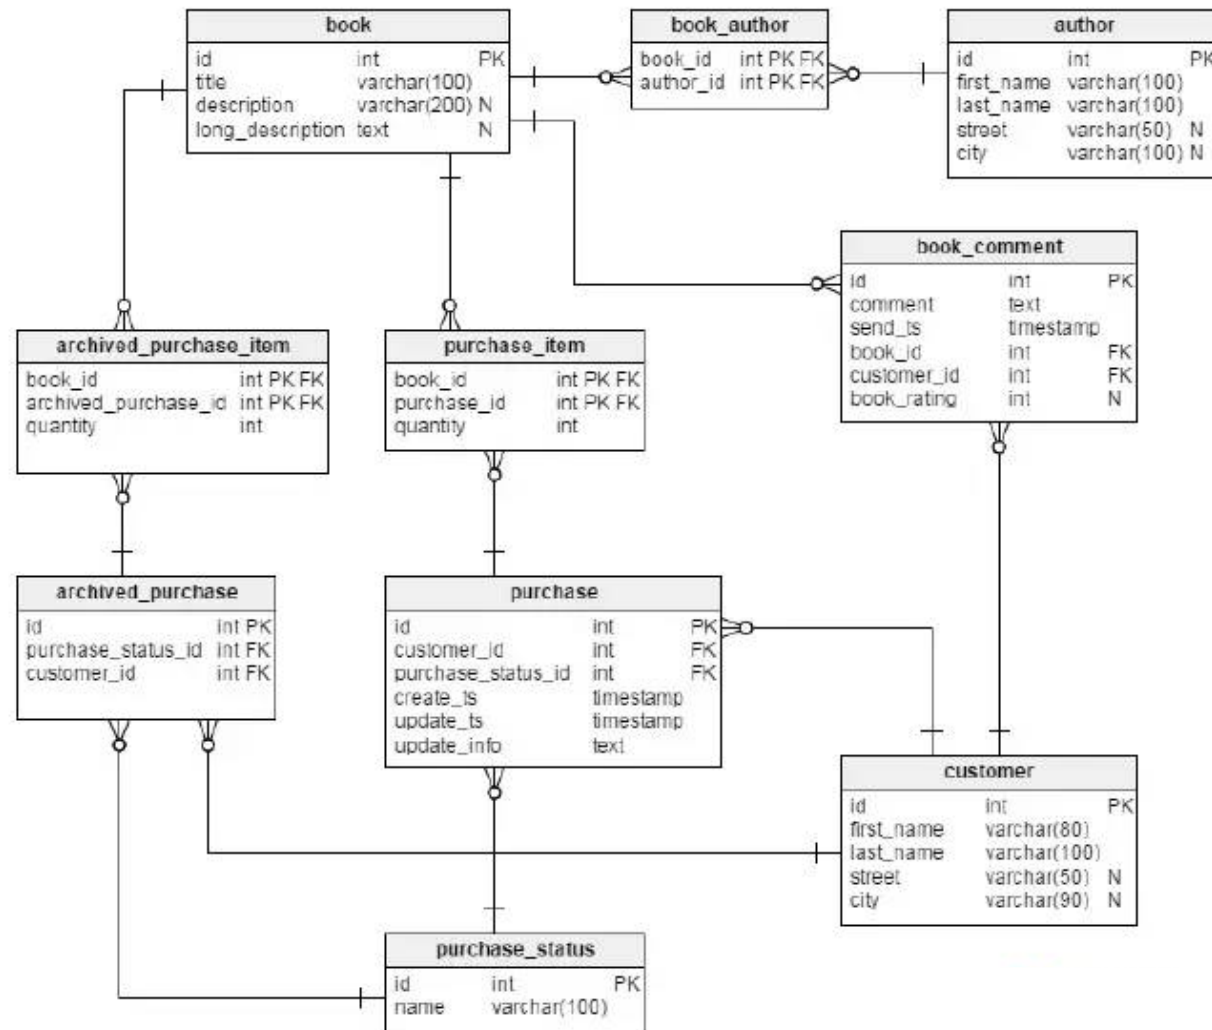 book
id int PK
title varchar(100)
description varchar(200) N
long_description text N
book_author
book_id int PK FK
author_id int PK FK
author
id int PK
first_name varchar(100)
last_name varchar(100)
street varchar(50) N
city varchar(100) N
book_comment
id int PK
comment text
send_ts timestamp
book_id int FK
customer_id int FK
book_rating int N
archived_purchase_item
book_id int PK FK
archived_purchase_id int PK FK
quantity int
purchase_item
book_id int PK FK
purchase_id int PK FK
quantity int
archived_purchase
id int PK
purchase_status_id int FK
customer_id int FK
purchase
id int PK
customer_id int FK
purchase_status_id int FK
create_ts timestamp
update_ts timestamp
update_info text
customer
id int PK
first_name varchar(80)
last_name varchar(100)
street varchar(50) N
city varchar(90) N
purchase_status
id int PK
name varchar(100)